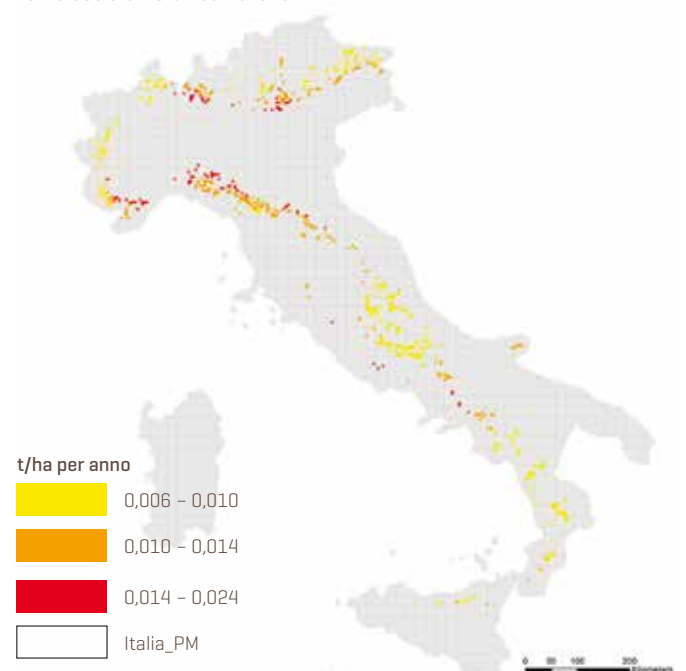 t/ha per anno
0,006 – 0,010
0,010 – 0,014
0,014 – 0,024
Italia_PM
0 50 100 200
Kilometers